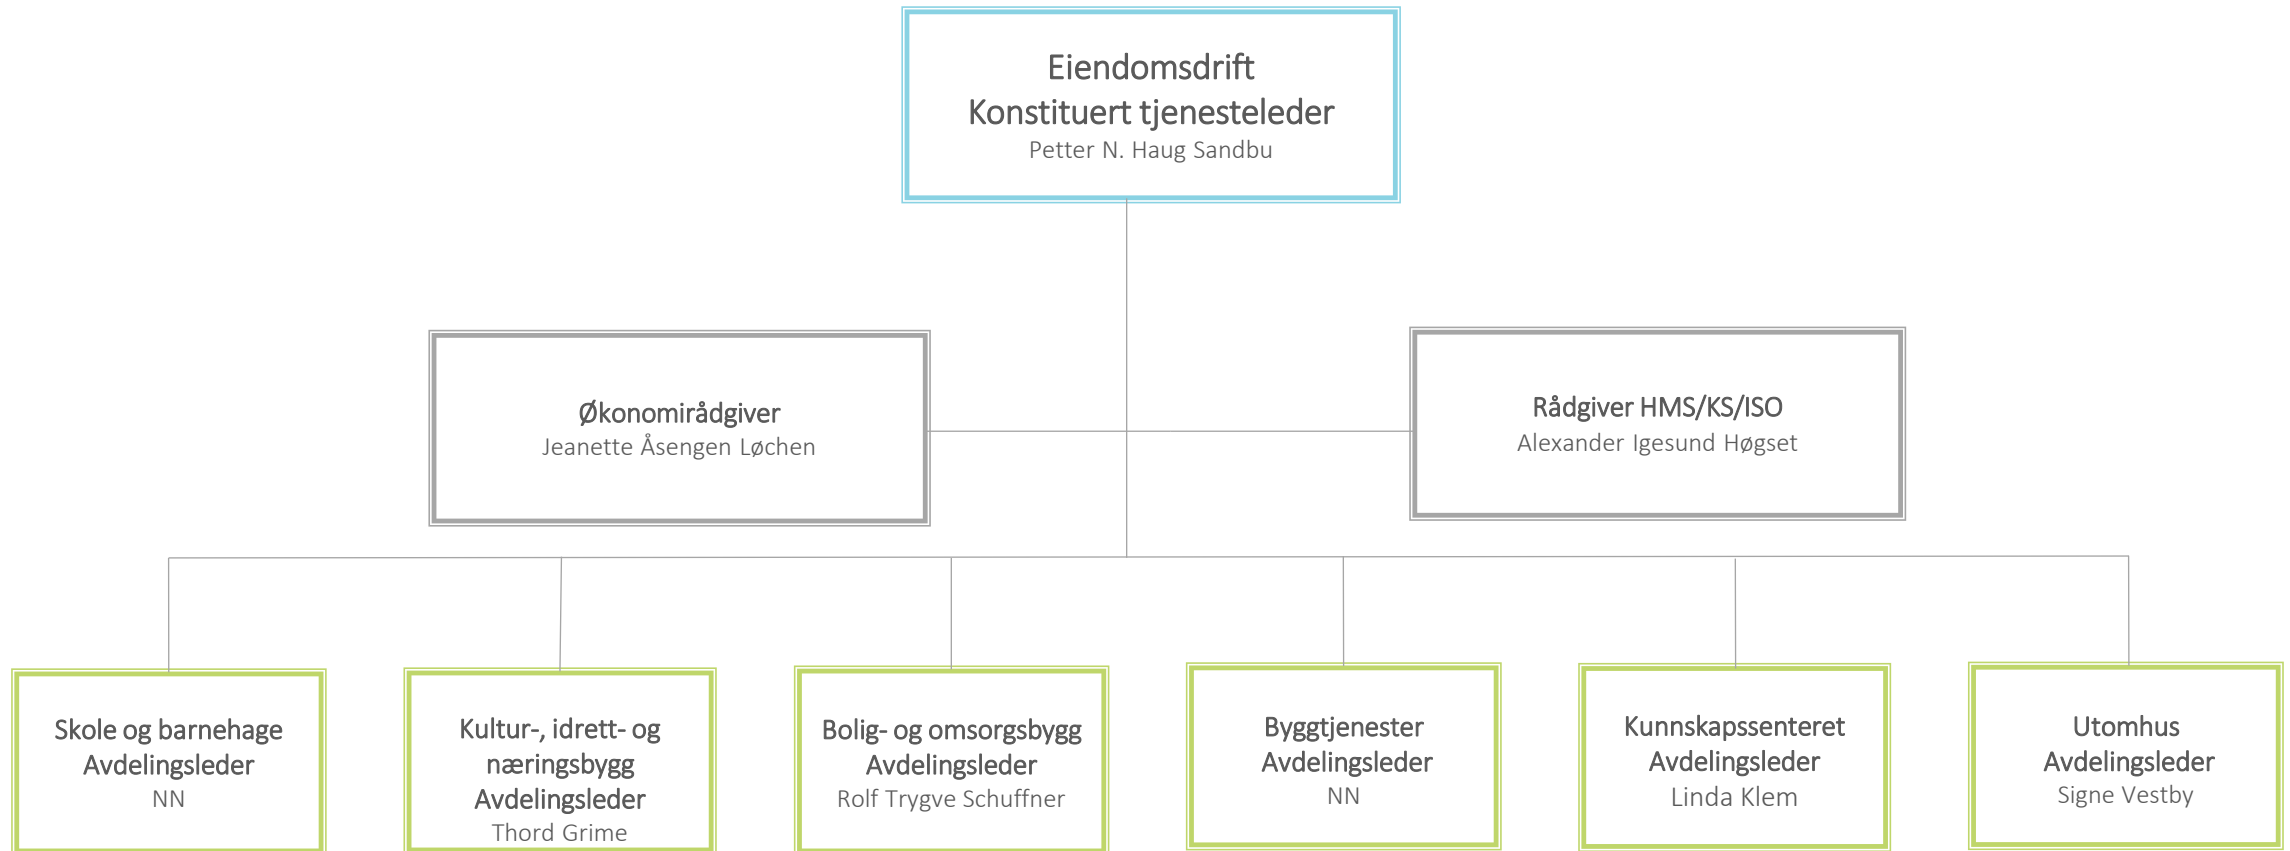 Eiendomsdrift
Konstituert tjenesteleder
Petter N. Haug Sandbu
Økonomirådgiver
Jeanette Åsengen Løchen
Rådgiver HMS/KS/ISO
Alexander Igesund Høgset
Skole og barnehage
Avdelingsleder
NN
Kultur-, idrett- og
næringsbygg
Avdelingsleder
Thord Grime
Bolig- og omsorgsbygg
Avdelingsleder
Rolf Trygve Schuffner
Byggtjenester
Avdelingsleder
NN
Kunnskapssenteret
Avdelingsleder
Linda Klem
Utomhus
Avdelingsleder
Signe Vestby